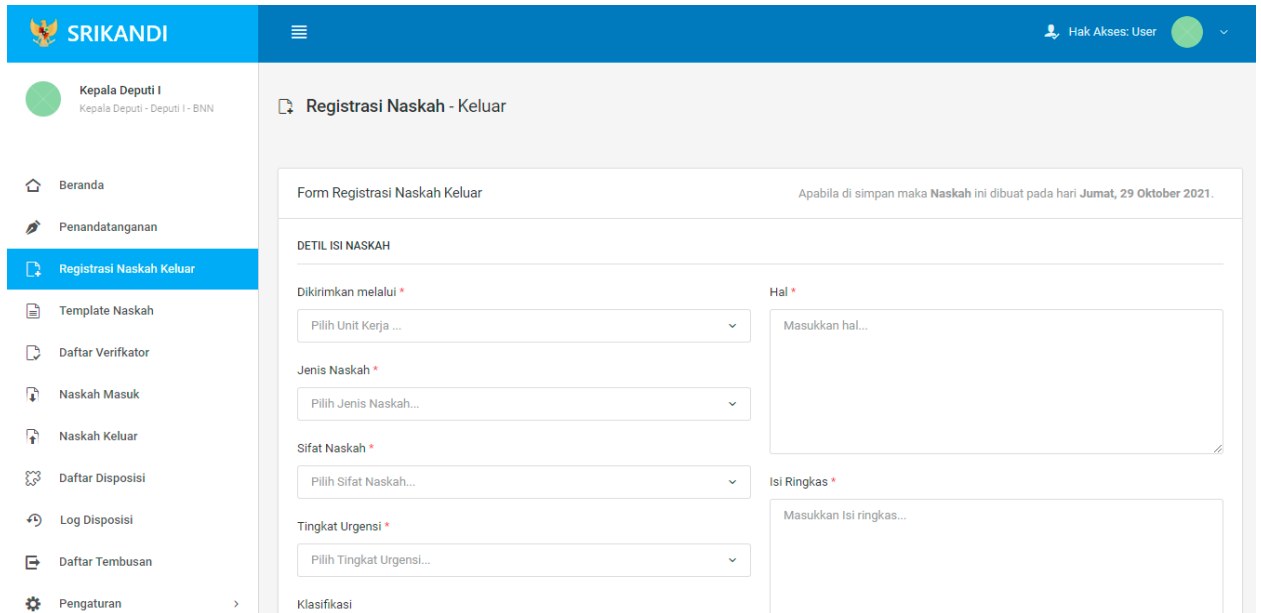 SRIKANDI
Hak Akses: User
Kepala Deputi I
Kepala Deputi - Deputi I - BNN
Beranda
Penandatanganan
Registrasi Naskah Keluar
Template Naskah
Daftar Verifkator
Naskah Masuk
Naskah Keluar
Daftar Disposisi
Log Disposisi
Daftar Tembusan
Pengaturan
Registrasi Naskah - Keluar
Form Registrasi Naskah Keluar
Apabila di simpan maka Naskah ini dibuat pada hari Jumat, 29 Oktober 2021.
DETIL ISI NASKAH
Dikirimkan melalui *
Pilih Unit Kerja ...
Jenis Naskah *
Pilih Jenis Naskah...
Sifat Naskah *
Pilih Sifat Naskah...
Tingkat Urgensi *
Pilih Tingkat Urgensi...
Klasifikasi
Hal *
Masukkan hal...
Isi Ringkas *
Masukkan Isi ringkas...